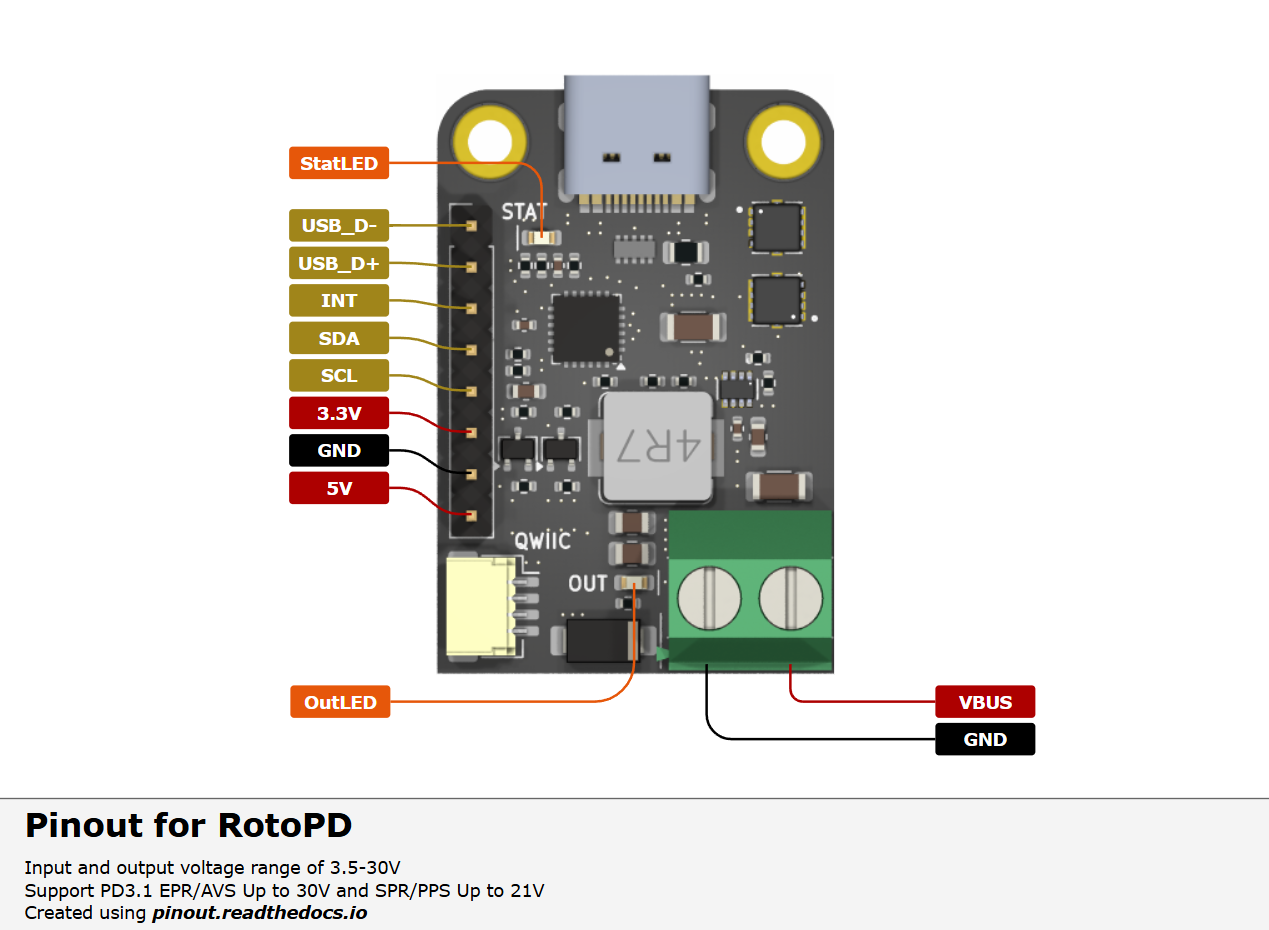 StatLED
USB_D-
USB_D+
INT
SDA
SCL
3.3V
GND
5V
STAT
4R7
QWIIC
OUT
OutLED
VBUS
GND
Pinout for RotoPD
Input and output voltage range of 3.5-30V
Support PD3.1 EPR/AVS Up to 30V and SPR/PPS Up to 21V
Created using pinout.readthedocs.io